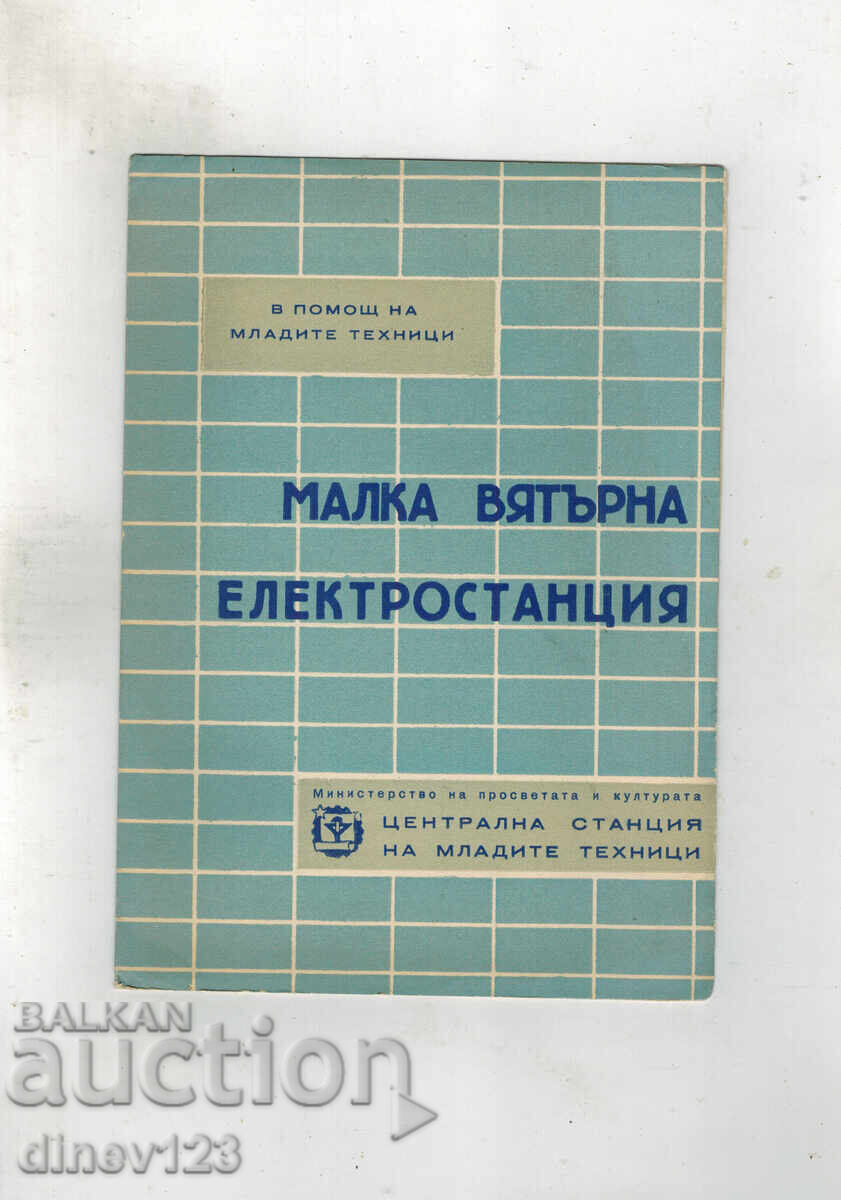 В ПОМОЩ НА
МЛАДИТЕ ТЕХНИЦИ
МАЛКА ВЯТЪРНА
ЕЛЕКТРОСТАНЦИЯ
Министерство на просветата и културата
ЦЕНТРАЛНА СТАНЦИЯ
НА МЛАДИТЕ ТЕХНИЦИ
BALKAN
auction
dinev123